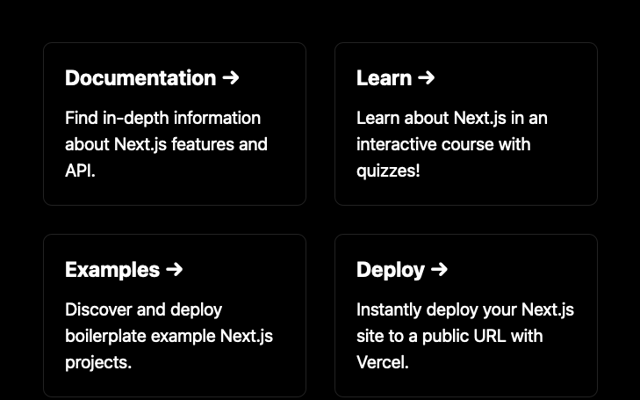 Documentation →
Find in-depth information
about Next.js features and
API.
Learn →
Learn about Next.js in an
interactive course with
quizzes!
Examples →
Discover and deploy
boilerplate example Next.js
projects.
Deploy →
Instantly deploy your Next.js
site to a public URL with
Vercel.